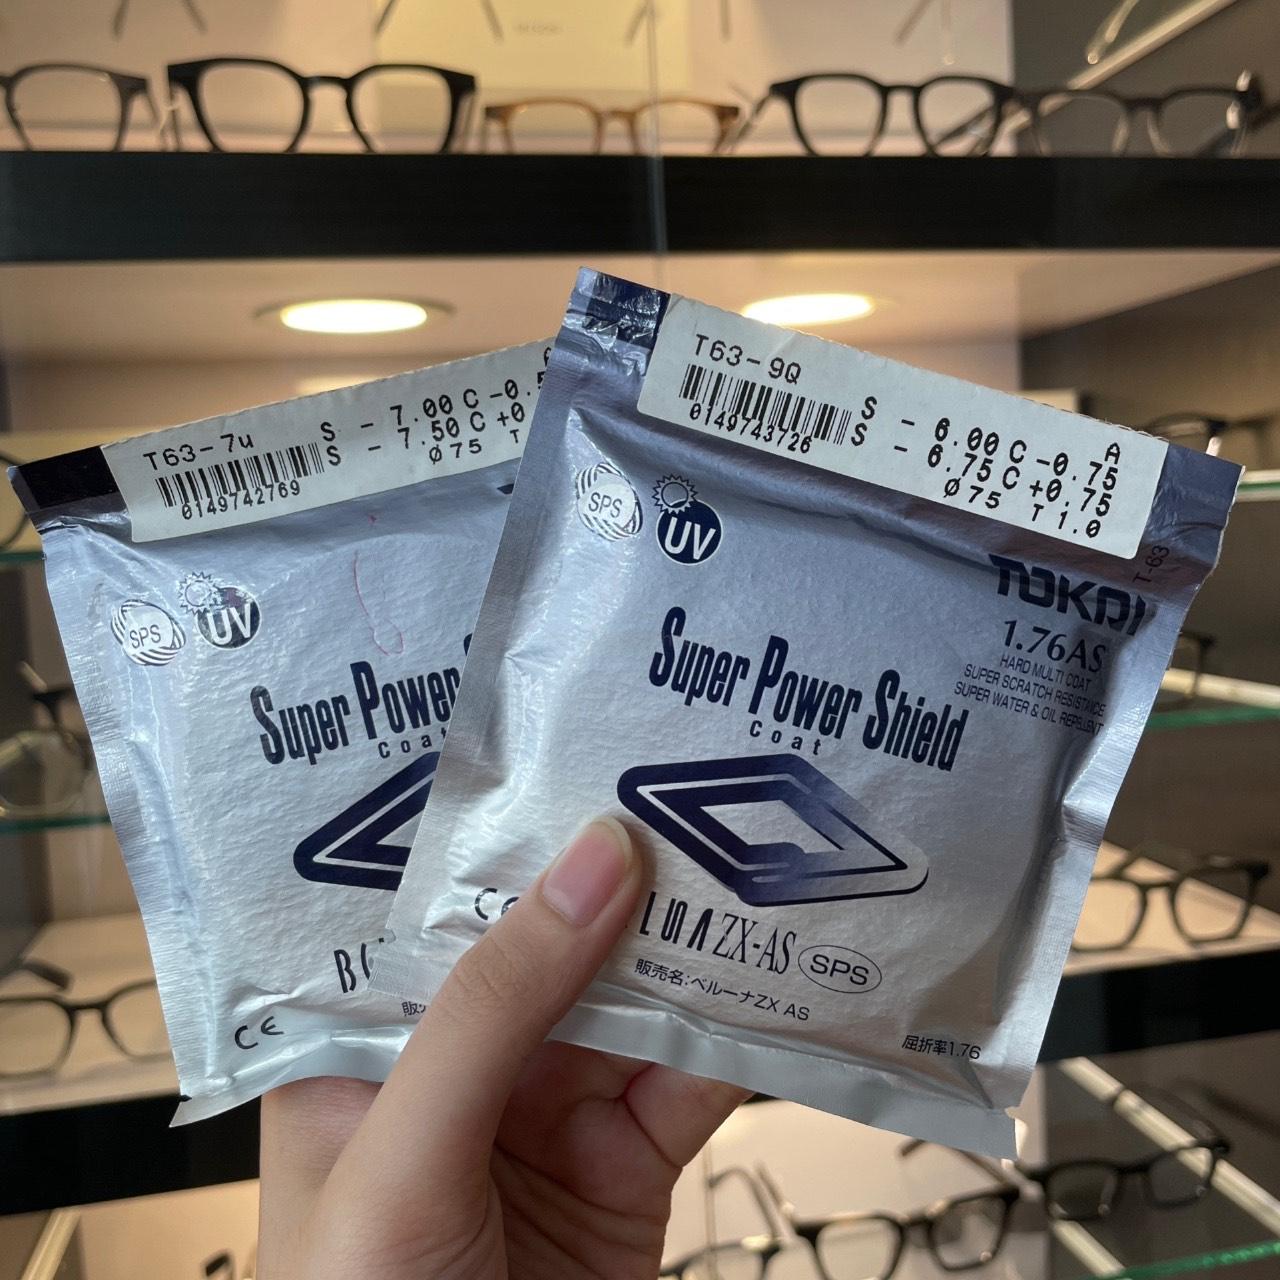 T63-7u
S - 7.00 C -0.5
S - 7.50 C +0.
ø75 T
0149742769
SPS
UV
Super Power
Coat
CE
T63-9Q
A
S - 6.00 C -0.75
S - 6.75 C +0.75
ø75 T 1.0
0149743726
SPS
UV
T-63
TOKAI
1.76AS
HARD MULTI COAT
SUPER SCRATCH RESISTANCE
SUPER WATER & OIL REPELLENT
Super Power Shield
Coat
CE
ZX-AS SPS
販売名:ベルーナZX AS
屈折率1.76